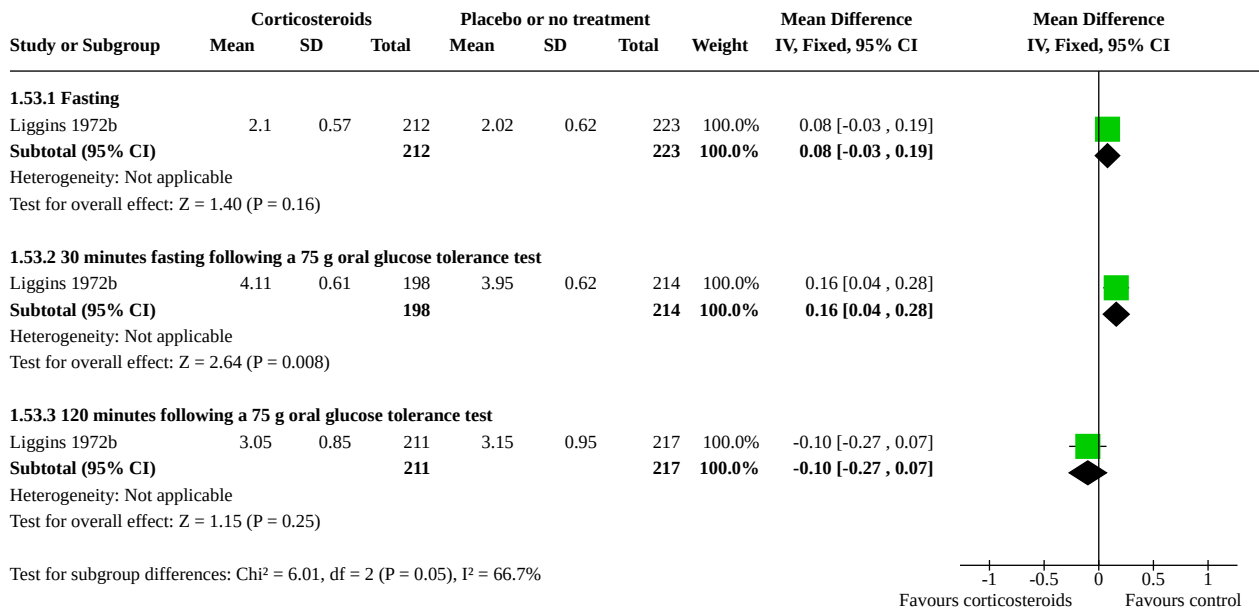 Corticosteroids Placebo or no treatment Mean Difference Mean Difference
Study or Subgroup Mean SD Total Mean SD Total Weight IV, Fixed, 95% CI IV, Fixed, 95% CI
1.53.1 Fasting
Liggins 1972b 2.1 0.57 212 2.02 0.62 223 100.0% 0.08 [-0.03 , 0.19]
Subtotal (95% CI) 212 223 100.0% 0.08 [-0.03 , 0.19]
Heterogeneity: Not applicable
Test for overall effect: Z = 1.40 (P = 0.16)
1.53.2 30 minutes fasting following a 75 g oral glucose tolerance test
Liggins 1972b 4.11 0.61 198 3.95 0.62 214 100.0% 0.16 [0.04 , 0.28]
Subtotal (95% CI) 198 214 100.0% 0.16 [0.04 , 0.28]
Heterogeneity: Not applicable
Test for overall effect: Z = 2.64 (P = 0.008)
1.53.3 120 minutes following a 75 g oral glucose tolerance test
Liggins 1972b 3.05 0.85 211 3.15 0.95 217 100.0% -0.10 [-0.27 , 0.07]
Subtotal (95% CI) 211 217 100.0% -0.10 [-0.27 , 0.07]
Heterogeneity: Not applicable
Test for overall effect: Z = 1.15 (P = 0.25)
Test for subgroup differences: Chi² = 6.01, df = 2 (P = 0.05), I² = 66.7%
-1 -0.5 0 0.5 1
Favours corticosteroids Favours control